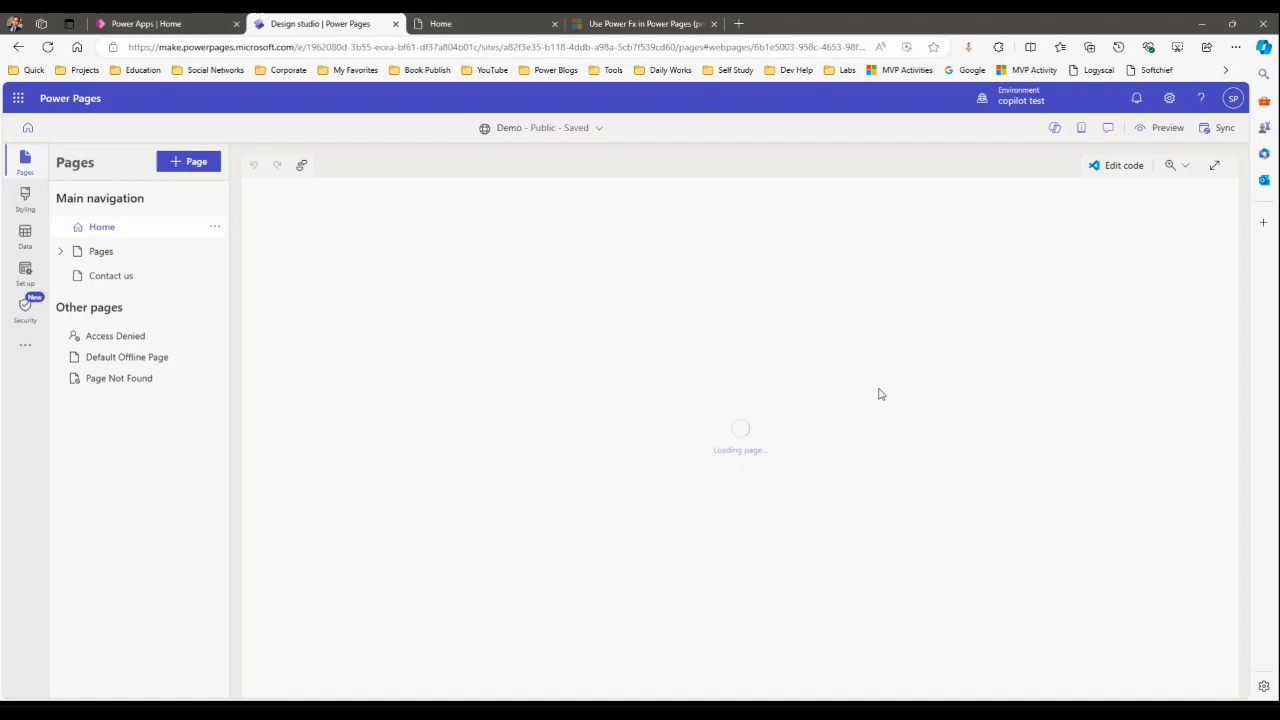 Power Apps | Home
Design studio | Power Pages
Home
Use Power Fx in Power Pages (pr
https://make.powerpages.microsoft.com/e/1962080d-3b55-ecea-bf61-df37a804b01c/sites/a82f3e35-b118-4ddb-a98a-5cb7f539cd60/pages#webpages/6b1e5003-958c-4653-98f...
Quick
Projects
Education
Social Networks
Corporate
My Favorites
Book Publish
YouTube
Power Blogs
Tools
Daily Works
Self Study
Dev Help
Labs
MVP Activities
Google
MVP Activity
Logyscal
Softchief
Power Pages
Environment
copilot test
SP
Demo - Public - Saved
Preview
Sync
Pages
Styling
Data
Set up
New
Security
Pages
+ Page
Main navigation
Home
Pages
Contact us
Other pages
Access Denied
Default Offline Page
Page Not Found
Edit code
Loading page...